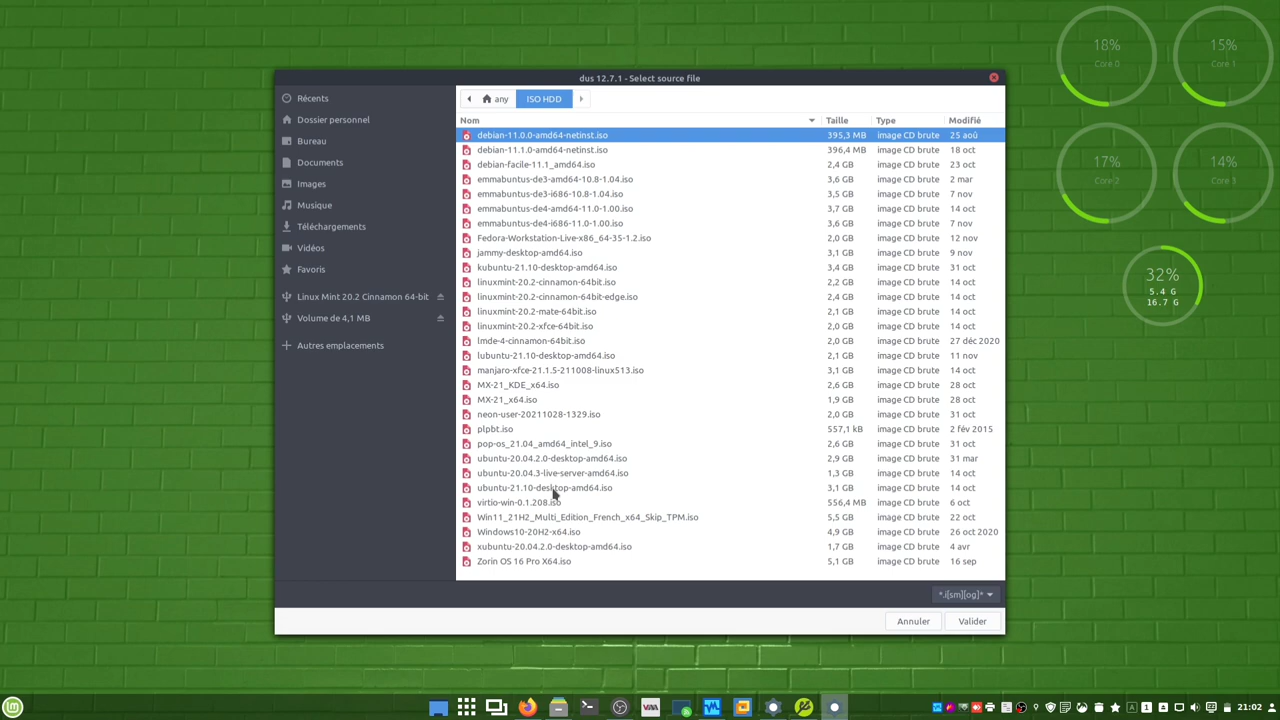 18%
Core 0
15%
Core 1
17%
Core 2
14%
Core 3
32%
5.4 G
16.7 G
dus 12.7.1 - Select source file
Récents
Dossier personnel
Bureau
Documents
Images
Musique
Téléchargements
Vidéos
Favoris
Linux Mint 20.2 Cinnamon 64-bit
Volume de 4,1 MB
Autres emplacements
any ISO HDD
Nom Taille Type Modifié
debian-11.0.0-amd64-netinst.iso 395,3 MB image CD brute 25 aoû
debian-11.1.0-amd64-netinst.iso 396,4 MB image CD brute 18 oct
debian-facile-11.1_amd64.iso 2,4 GB image CD brute 23 oct
emmabuntus-de3-amd64-10.8-1.04.iso 3,6 GB image CD brute 2 mar
emmabuntus-de3-i686-10.8-1.04.iso 3,5 GB image CD brute 7 nov
emmabuntus-de4-amd64-11.0-1.00.iso 3,7 GB image CD brute 14 oct
emmabuntus-de4-i686-11.0-1.00.iso 3,6 GB image CD brute 7 nov
Fedora-Workstation-Live-x86_64-35-1.2.iso 2,0 GB image CD brute 12 nov
jammy-desktop-amd64.iso 3,1 GB image CD brute 9 nov
kubuntu-21.10-desktop-amd64.iso 3,4 GB image CD brute 31 oct
linuxmint-20.2-cinnamon-64bit.iso 2,2 GB image CD brute 14 oct
linuxmint-20.2-cinnamon-64bit-edge.iso 2,4 GB image CD brute 14 oct
linuxmint-20.2-mate-64bit.iso 2,1 GB image CD brute 14 oct
linuxmint-20.2-xfce-64bit.iso 2,0 GB image CD brute 14 oct
lmde-4-cinnamon-64bit.iso 2,0 GB image CD brute 27 déc 2020
lubuntu-21.10-desktop-amd64.iso 2,1 GB image CD brute 11 nov
manjaro-xfce-21.1.5-211008-linux513.iso 3,1 GB image CD brute 14 oct
MX-21_KDE_x64.iso 2,6 GB image CD brute 28 oct
MX-21_x64.iso 1,9 GB image CD brute 28 oct
neon-user-20211028-1329.iso 2,0 GB image CD brute 31 oct
plpbt.iso 557,1 kB image CD brute 2 fév 2015
pop-os_21.04_amd64_intel_9.iso 2,6 GB image CD brute 31 oct
ubuntu-20.04.2.0-desktop-amd64.iso 2,9 GB image CD brute 31 mar
ubuntu-20.04.3-live-server-amd64.iso 1,3 GB image CD brute 14 oct
ubuntu-21.10-desktop-amd64.iso 3,1 GB image CD brute 14 oct
virtio-win-0.1.208.iso 556,4 MB image CD brute 6 oct
Win11_21H2_Multi_Edition_French_x64_Skip_TPM.iso 5,5 GB image CD brute 22 oct
Windows10-20H2-x64.iso 4,9 GB image CD brute 26 oct 2020
xubuntu-20.04.2.0-desktop-amd64.iso 1,7 GB image CD brute 4 avr
Zorin OS 16 Pro X64.iso 5,1 GB image CD brute 16 sep
*.i[sm][og]*
Annuler Valider
21:02